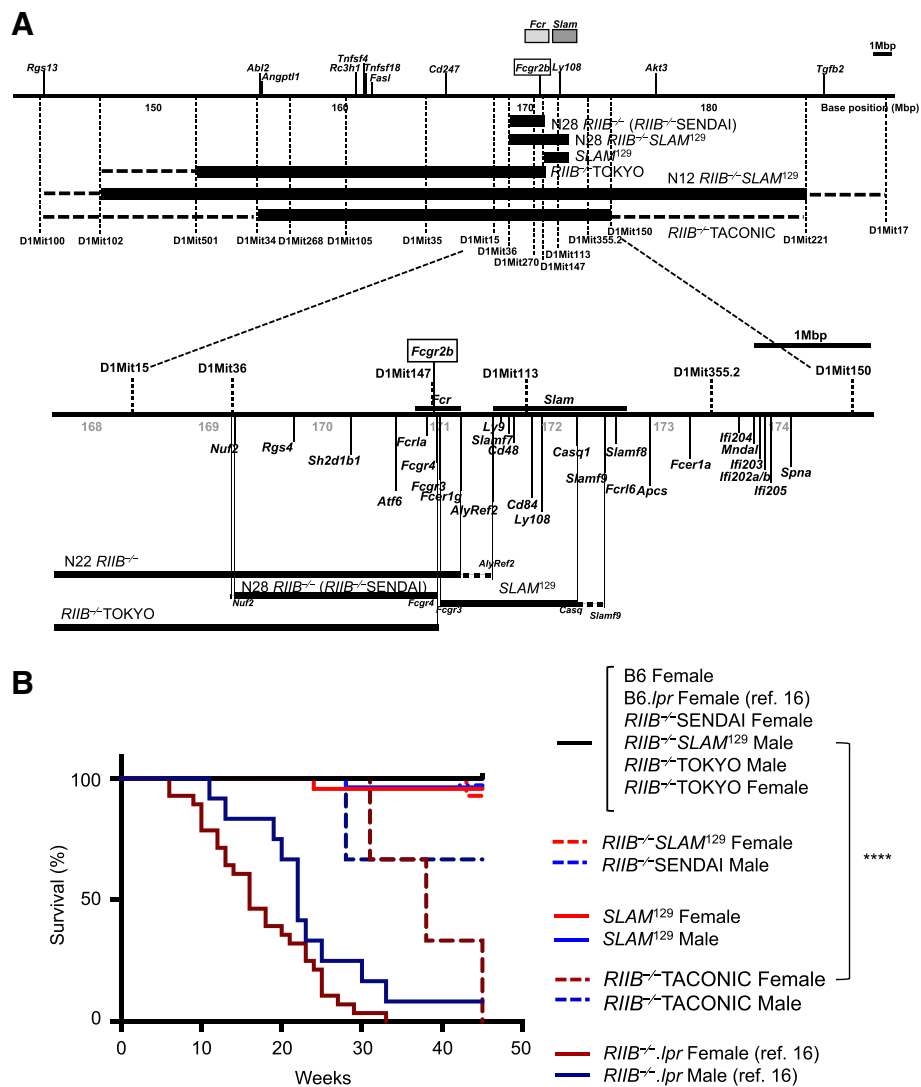 A
Fcr Slam
1Mbp
Rgs13 Abl2 Angptl1 Rc3h1 Tnfsf4 Tnfsf18 Fasl Cd247 Fcgr2b Ly108 Akt3 Tgfb2
150 160 170 180 Base position (Mbp)
N28 RIIB−/− (RIIB−/−SENDAI)
N28 RIIB−/−SLAM129
SLAM129
RIIB−/−TOKYO
N12 RIIB−/−SLAM129
RIIB−/−TACONIC
D1Mit100 D1Mit102 D1Mit501 D1Mit34 D1Mit268 D1Mit105 D1Mit35 D1Mit15 D1Mit36 D1Mit270 D1Mit147 D1Mit113 D1Mit355.2 D1Mit150 D1Mit221 D1Mit17
1Mbp
D1Mit15 D1Mit36 Fcgr2b D1Mit147 D1Mit113 D1Mit355.2 D1Mit150
Fcr Slam
168 169 170 171 172 173 174
Nuf2 Rgs4 Sh2d1b1 Atf6 Fcrla Fcgr4 Fcgr3 Fcer1g AlyRef2 Ly9 Slamf7 Cd48 Cd84 Ly108 Casq1 Slamf9 Slamf8 Fcrl6 Apcs Fcer1a Ifi204 Mndal Ifi203 Ifi202a/b Ifi205 Spna
N22 RIIB−/− AlyRef2
N28 RIIB−/− (RIIB−/−SENDAI) SLAM129
Nuf2 Fcgr4 Fcgr3 Casq Slamf9
RIIB−/−TOKYO
B
Survival (%)
100
50
0
0 10 20 30 40 50
Weeks
B6 Female
B6.lpr Female (ref. 16)
RIIB−/−SENDAI Female
RIIB−/−SLAM129 Male
RIIB−/−TOKYO Male
RIIB−/−TOKYO Female
RIIB−/−SLAM129 Female
RIIB−/−SENDAI Male
****
SLAM129 Female
SLAM129 Male
RIIB−/−TACONIC Female
RIIB−/−TACONIC Male
RIIB−/−.lpr Female (ref. 16)
RIIB−/−.lpr Male (ref. 16)